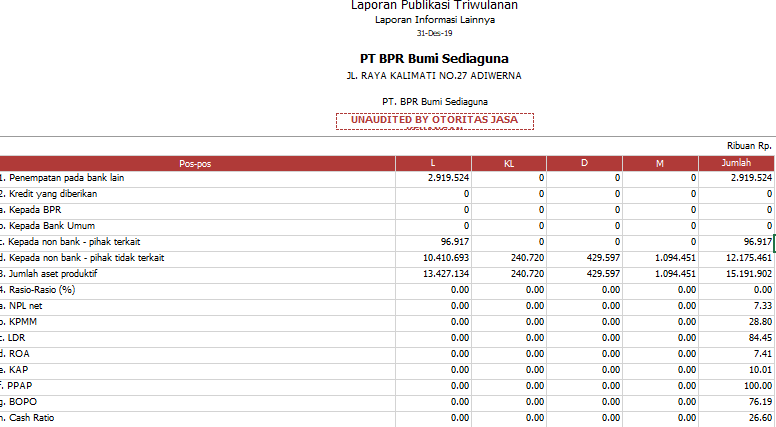 Laporan Publikasi Triwulanan
Laporan Informasi Lainnya
31-Des-19
PT BPR Bumi Sediaguna
JL. RAYA KALIMATI NO.27 ADIWERNA
PT. BPR Bumi Sediaguna
UNAUDITED BY OTORITAS JASA
KEUANGAN
Ribuan Rp.
Pos-pos L KL D M Jumlah
1. Penempatan pada bank lain 2.919.524 0 0 0 2.919.524
2. Kredit yang diberikan 0 0 0 0 0
a. Kepada BPR 0 0 0 0 0
b. Kepada Bank Umum 0 0 0 0 0
c. Kepada non bank - pihak terkait 96.917 0 0 0 96.917
d. Kepada non bank - pihak tidak terkait 10.410.693 240.720 429.597 1.094.451 12.175.461
3. Jumlah aset produktif 13.427.134 240.720 429.597 1.094.451 15.191.902
4. Rasio-Rasio (%) 0.00 0.00 0.00 0.00 0.00
a. NPL net 0.00 0.00 0.00 0.00 7.33
b. KPMM 0.00 0.00 0.00 0.00 28.80
c. LDR 0.00 0.00 0.00 0.00 84.45
d. ROA 0.00 0.00 0.00 0.00 7.41
e. KAP 0.00 0.00 0.00 0.00 10.01
f. PPAP 0.00 0.00 0.00 0.00 100.00
g. BOPO 0.00 0.00 0.00 0.00 76.19
h. Cash Ratio 0.00 0.00 0.00 0.00 26.60